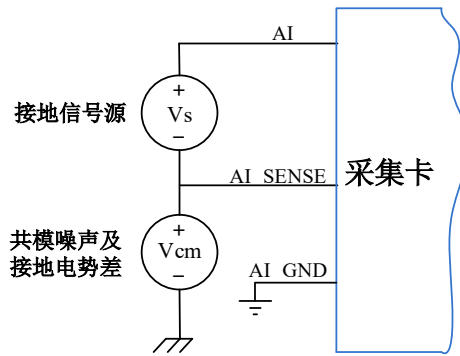 AI
+
接地信号源
Vs
−
AI SENSE
采集卡
共模噪声及
接地电势差
+
Vcm
−
AI GND